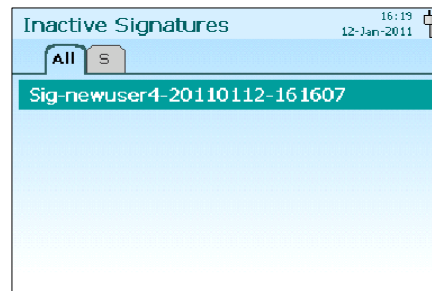 Inactive Signatures
16:19
12-Jan-2011
All
S
Sig-newuser4-20110112-161607